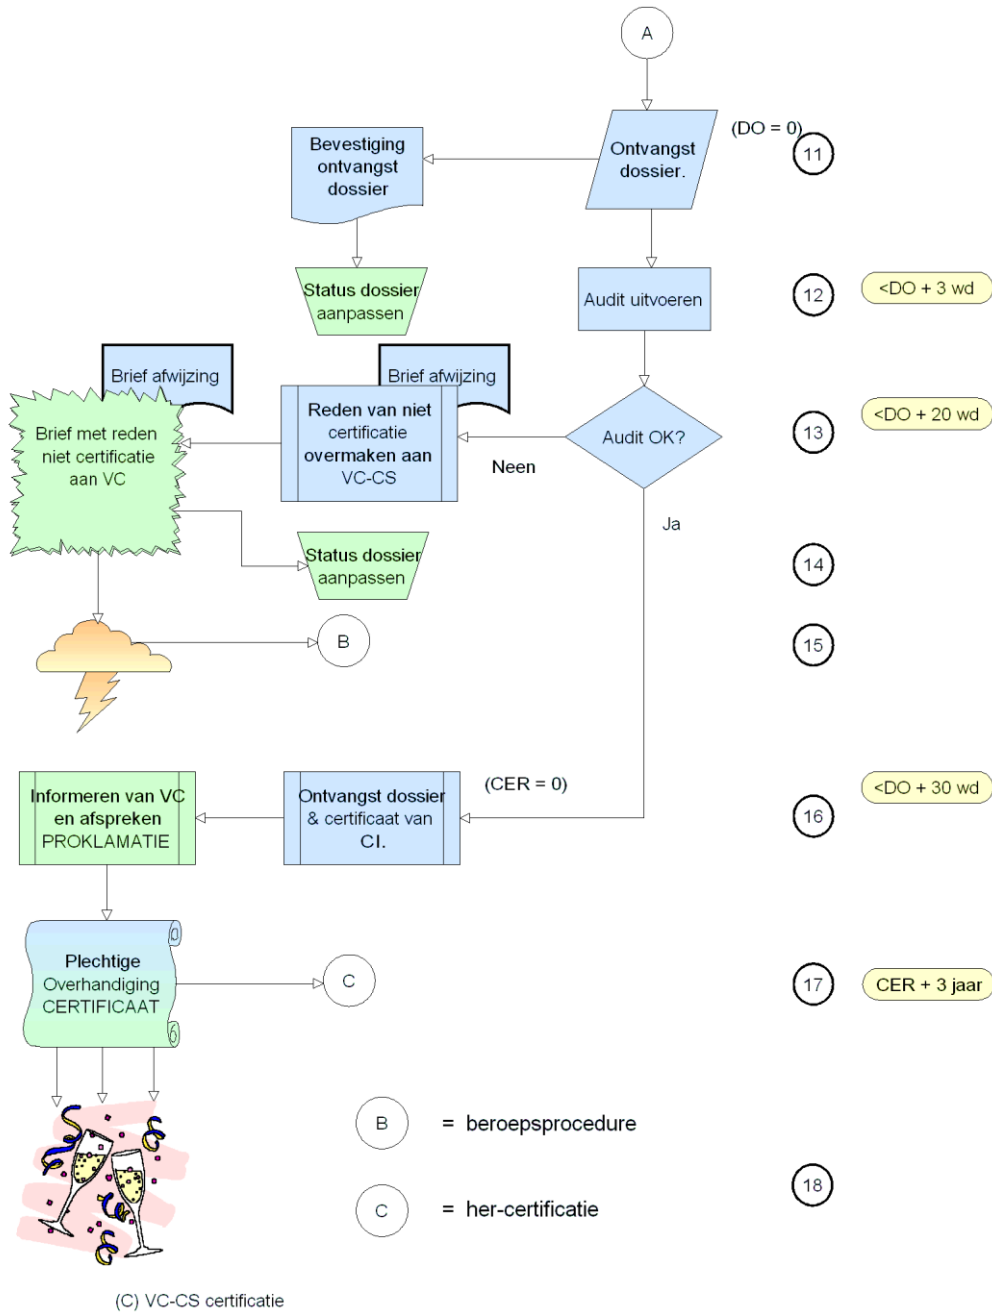 A
(DO = 0)
Bevestiging
ontvangst
dossier
Ontvangst
dossier.
11
Status dossier
aanpassen
Audit uitvoeren
12
<DO + 3 wd
Brief afwijzing
Brief afwijzing
Brief met reden
niet certificatie
aan VC
Reden van niet
certificatie
overmaken aan
VC-CS
Neen
Audit OK?
13
<DO + 20 wd
Ja
Status dossier
aanpassen
14
B
15
Informeren van VC
en afspreken
PROKLAMATIE
Ontvangst dossier
& certificaat van
CI.
(CER = 0)
16
<DO + 30 wd
Plechtige
Overhandiging
CERTIFICAAT
C
17
CER + 3 jaar
B = beroepsprocedure
18
C = her-certificatie
(C) VC-CS certificatie